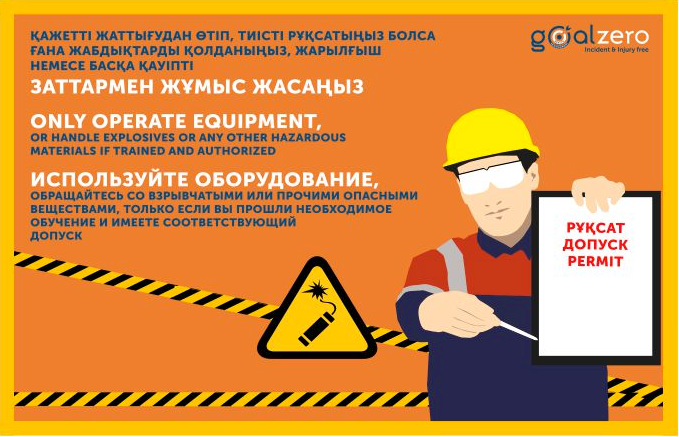 ҚАЖЕТТІ ЖАТТЫҒУДАН ӨТІП, ТИІСТІ РҰҚСАТЫҢЫЗ БОЛСА
ҒАНА ЖАБДЫҚТАРДЫ ҚОЛДАНЫҢЫЗ, ЖАРЫЛҒЫШ
НЕМЕСЕ БАСҚА ҚАУІПТІ
ЗАТТАРМЕН ЖҰМЫС ЖАСАҢЫЗ
goalzero
Incident & Injury free
ONLY OPERATE EQUIPMENT,
OR HANDLE EXPLOSIVES OR ANY OTHER HAZARDOUS
MATERIALS IF TRAINED AND AUTHORIZED
ИСПОЛЬЗУЙТЕ ОБОРУДОВАНИЕ,
ОБРАЩАЙТЕСЬ СО ВЗРЫВЧАТЫМИ ИЛИ ПРОЧИМИ ОПАСНЫМИ
ВЕЩЕСТВАМИ, ТОЛЬКО ЕСЛИ ВЫ ПРОШЛИ НЕОБХОДИМОЕ
ОБУЧЕНИЕ И ИМЕЕТЕ СООТВЕТСТВУЮЩИЙ
ДОПУСК
РҰҚСАТ
ДОПУСК
PERMIT